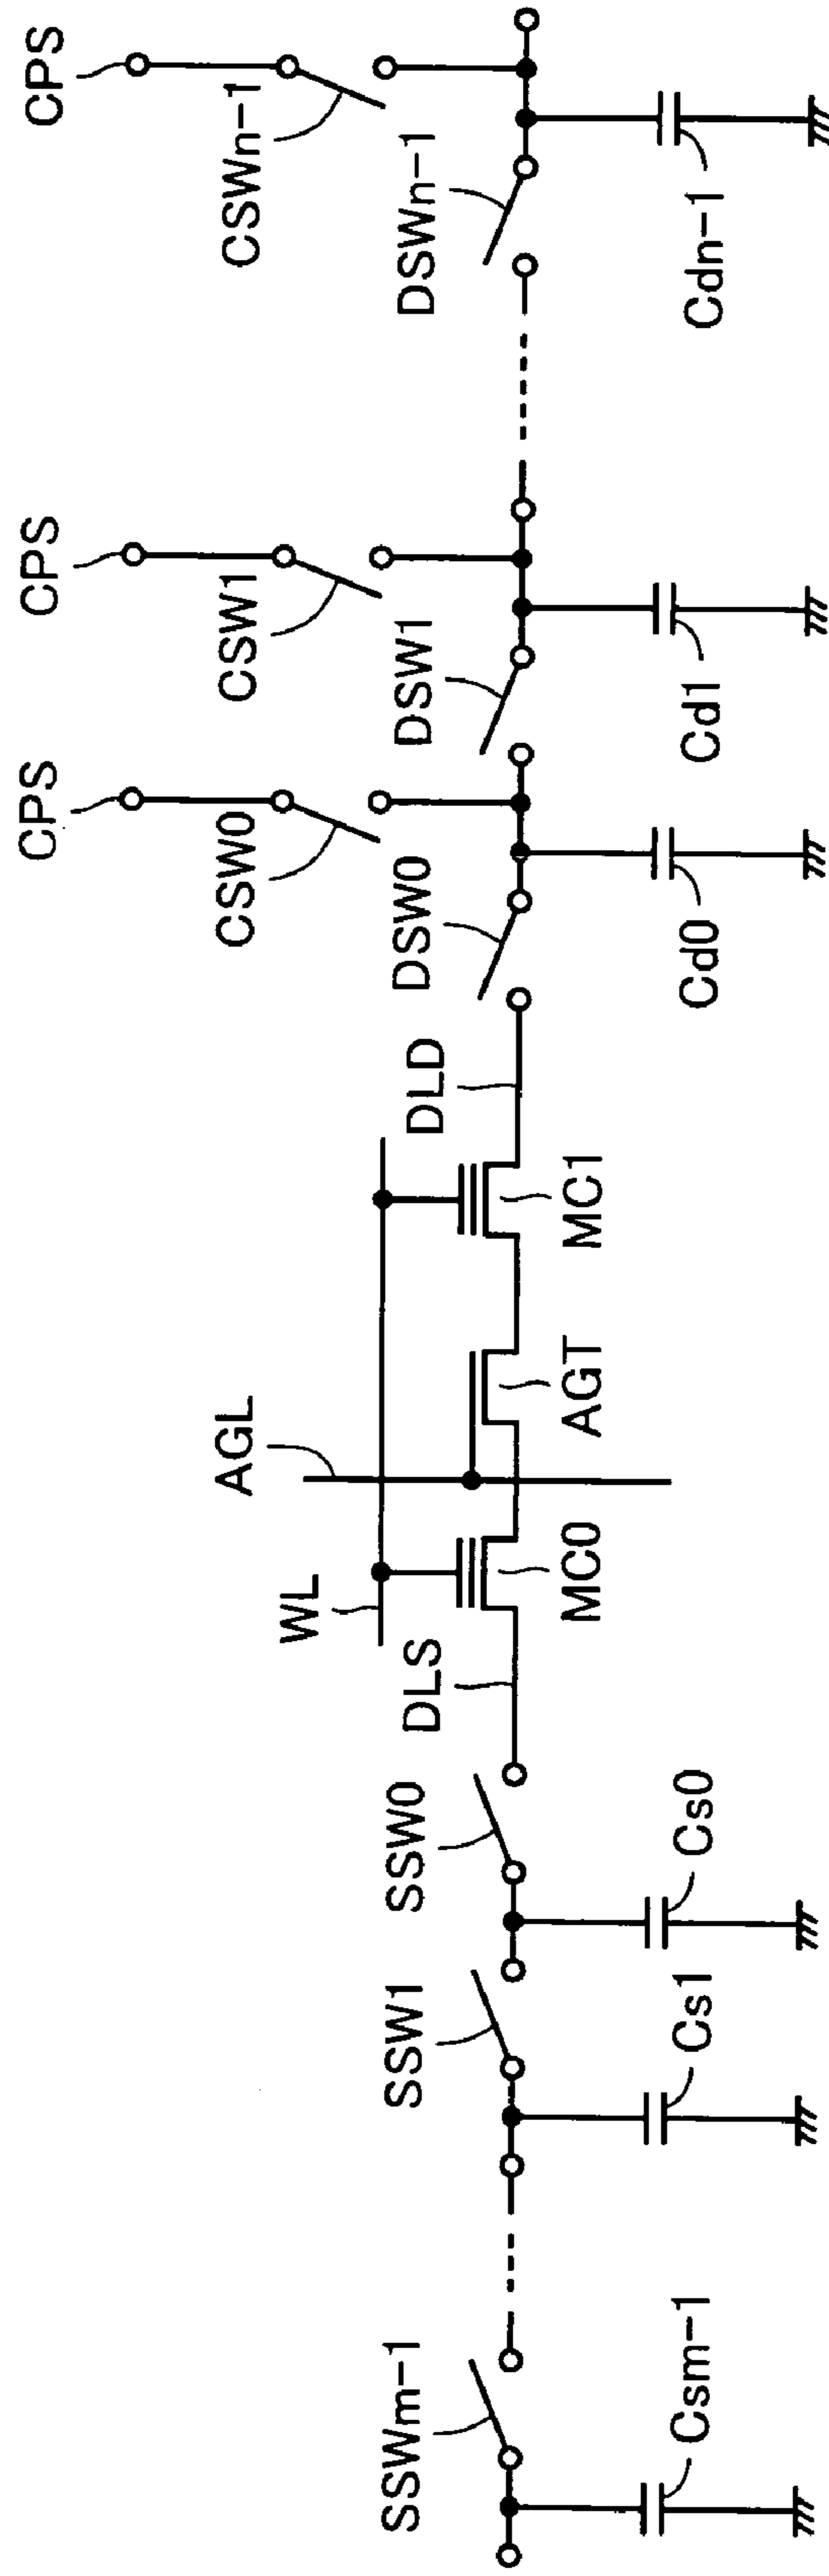 CPS
CPS
CPS
CSWn-1
CSW1
CSW0
AGL
WL
DSWn-1
DSW1
DSW0
DLD
DLS
SSW0
SSW1
SSWm-1
MC1
AGT
MC0
Cdn-1
Cd1
Cd0
Cs0
Cs1
Csm-1